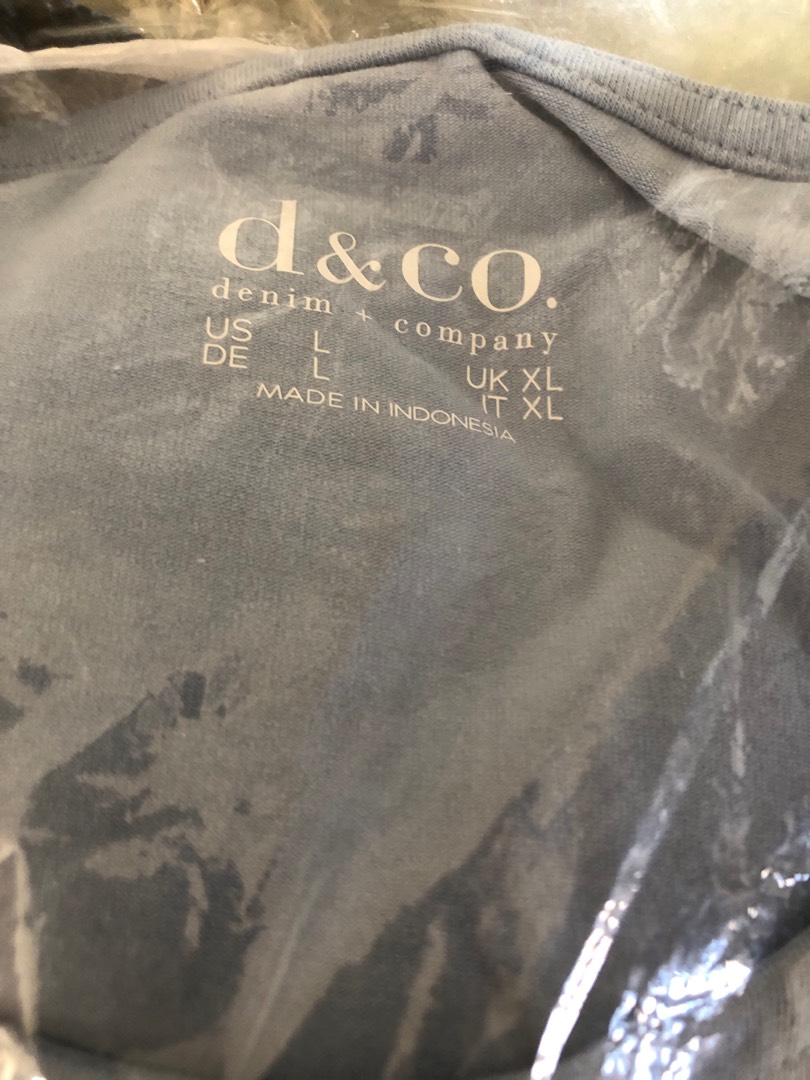 d&co.
denim + company
US L UK XL
DE L IT XL
MADE IN INDONESIA